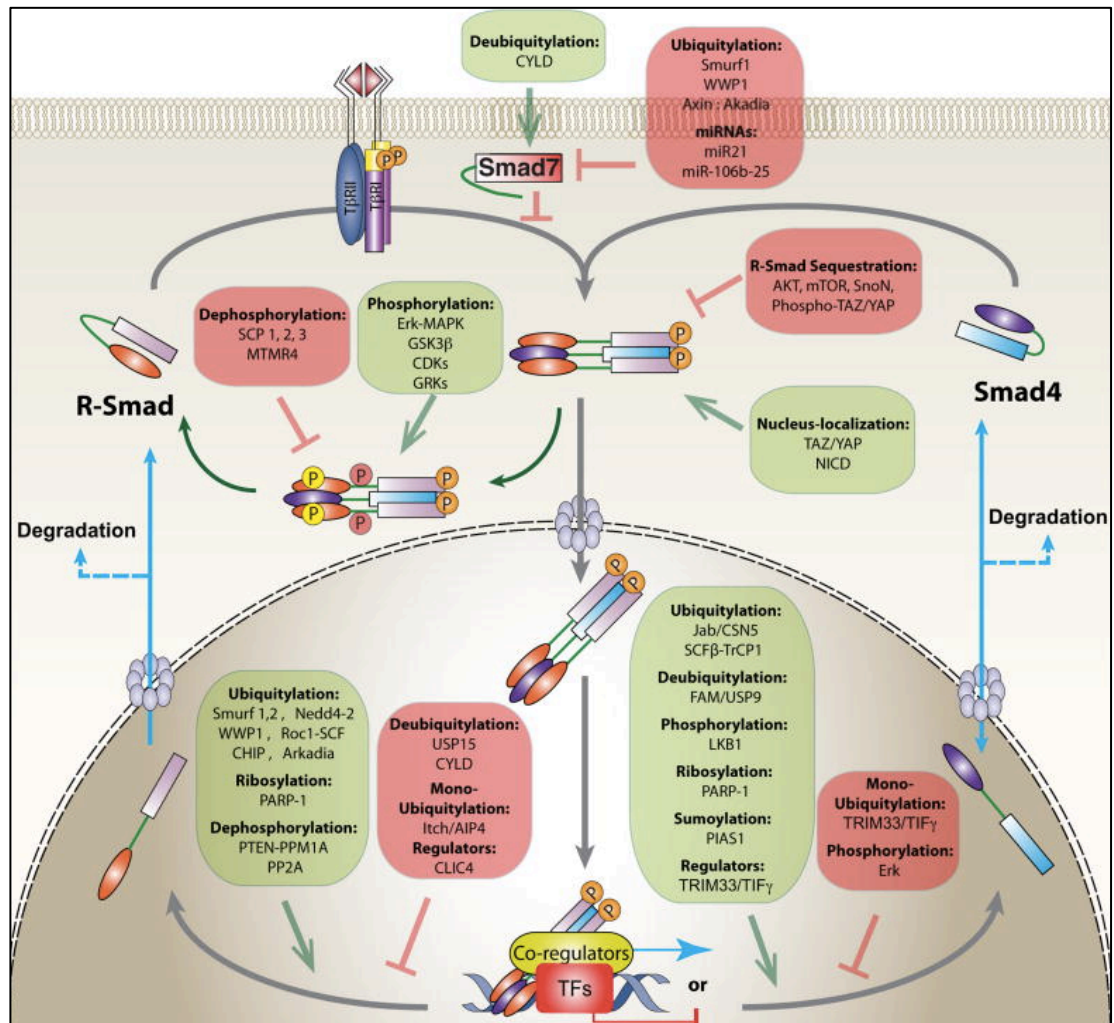 Deubiquitylation:
CYLD
Ubiquitylation:
Smurf1
WWP1
Axin : Akadia
miRNAs:
miR21
miR-106b-25
TβRII
TβRI
P
P
Smad7
R-Smad Sequestration:
AKT, mTOR, SnoN,
Phospho-TAZ/YAP
Dephosphorylation:
SCP 1, 2, 3
MTMR4
Phosphorylation:
Erk-MAPK
GSK3β
CDKs
GRKs
P
P
R-Smad
Smad4
Nucleus-localization:
TAZ/YAP
NICD
P
P
P
P
P
P
Degradation
Degradation
P
P
Ubiquitylation:
Jab/CSN5
SCFβ-TrCP1
Deubiquitylation:
FAM/USP9
Phosphorylation:
LKB1
Ribosylation:
PARP-1
Sumoylation:
PIAS1
Regulators:
TRIM33/TIFγ
Ubiquitylation:
Smurf 1,2 , Nedd4-2
WWP1 , Roc1-SCF
CHIP , Arkadia
Ribosylation:
PARP-1
Dephosphorylation:
PTEN-PPM1A
PP2A
Deubiquitylation:
USP15
CYLD
Mono-
Ubiquitylation:
Itch/AIP4
Regulators:
CLIC4
Mono-
Ubiquitylation:
TRIM33/TIFγ
Phosphorylation:
Erk
P
P
Co-regulators
TFs
or